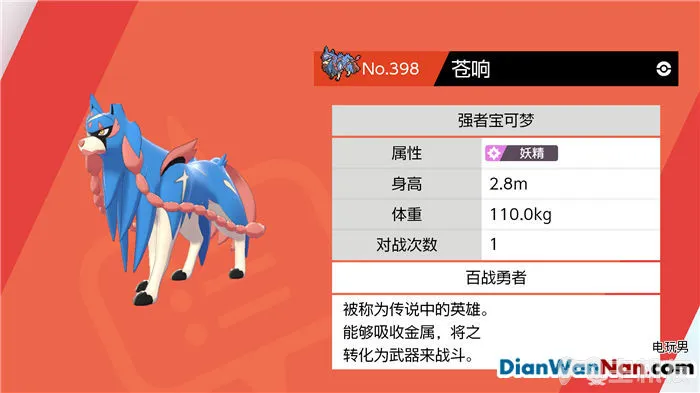 No.398 苍响
强者宝可梦
属性 妖精
身高 2.8m
体重 110.0kg
对战次数 1
百战勇者
被称为传说中的英雄。
能够吸收金属，将之
转化为武器来战斗。
电玩男
DianWanNan.com